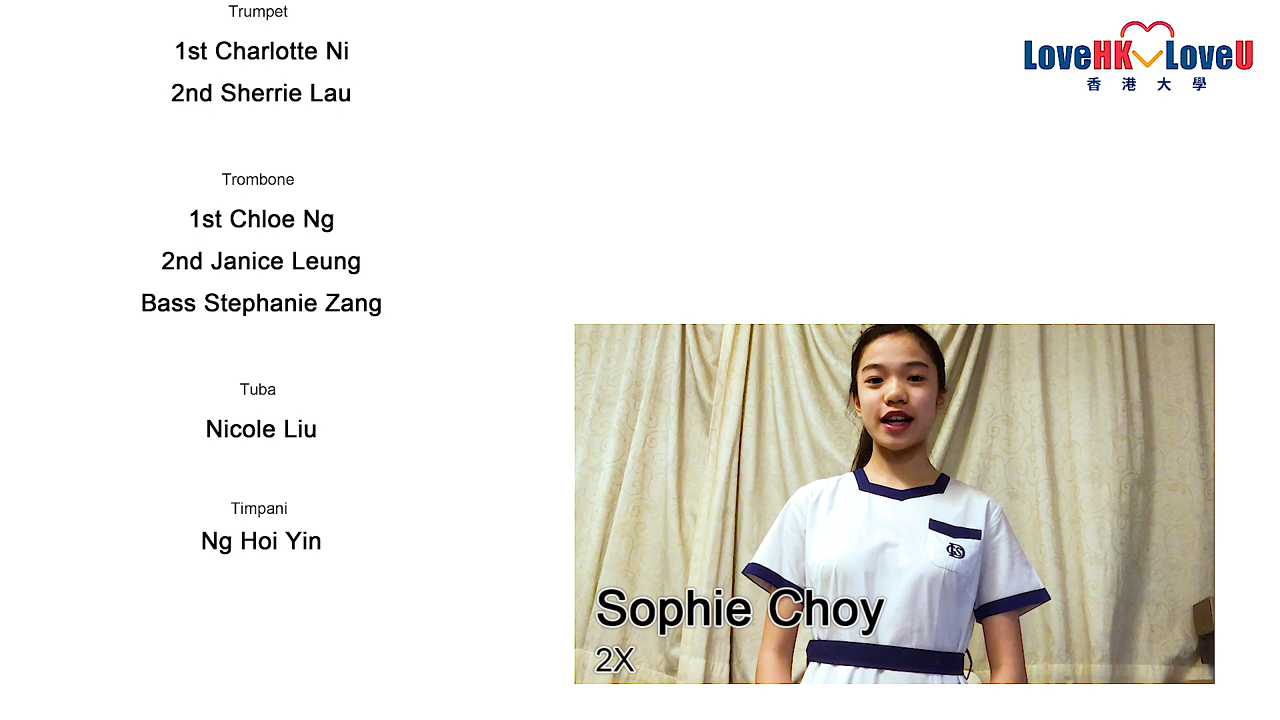 Trumpet
1st Charlotte Ni
2nd Sherrie Lau
Trombone
1st Chloe Ng
2nd Janice Leung
Bass Stephanie Zang
Tuba
Nicole Liu
Timpani
Ng Hoi Yin
LoveHK LoveU
香港大學
Sophie Choy
2X